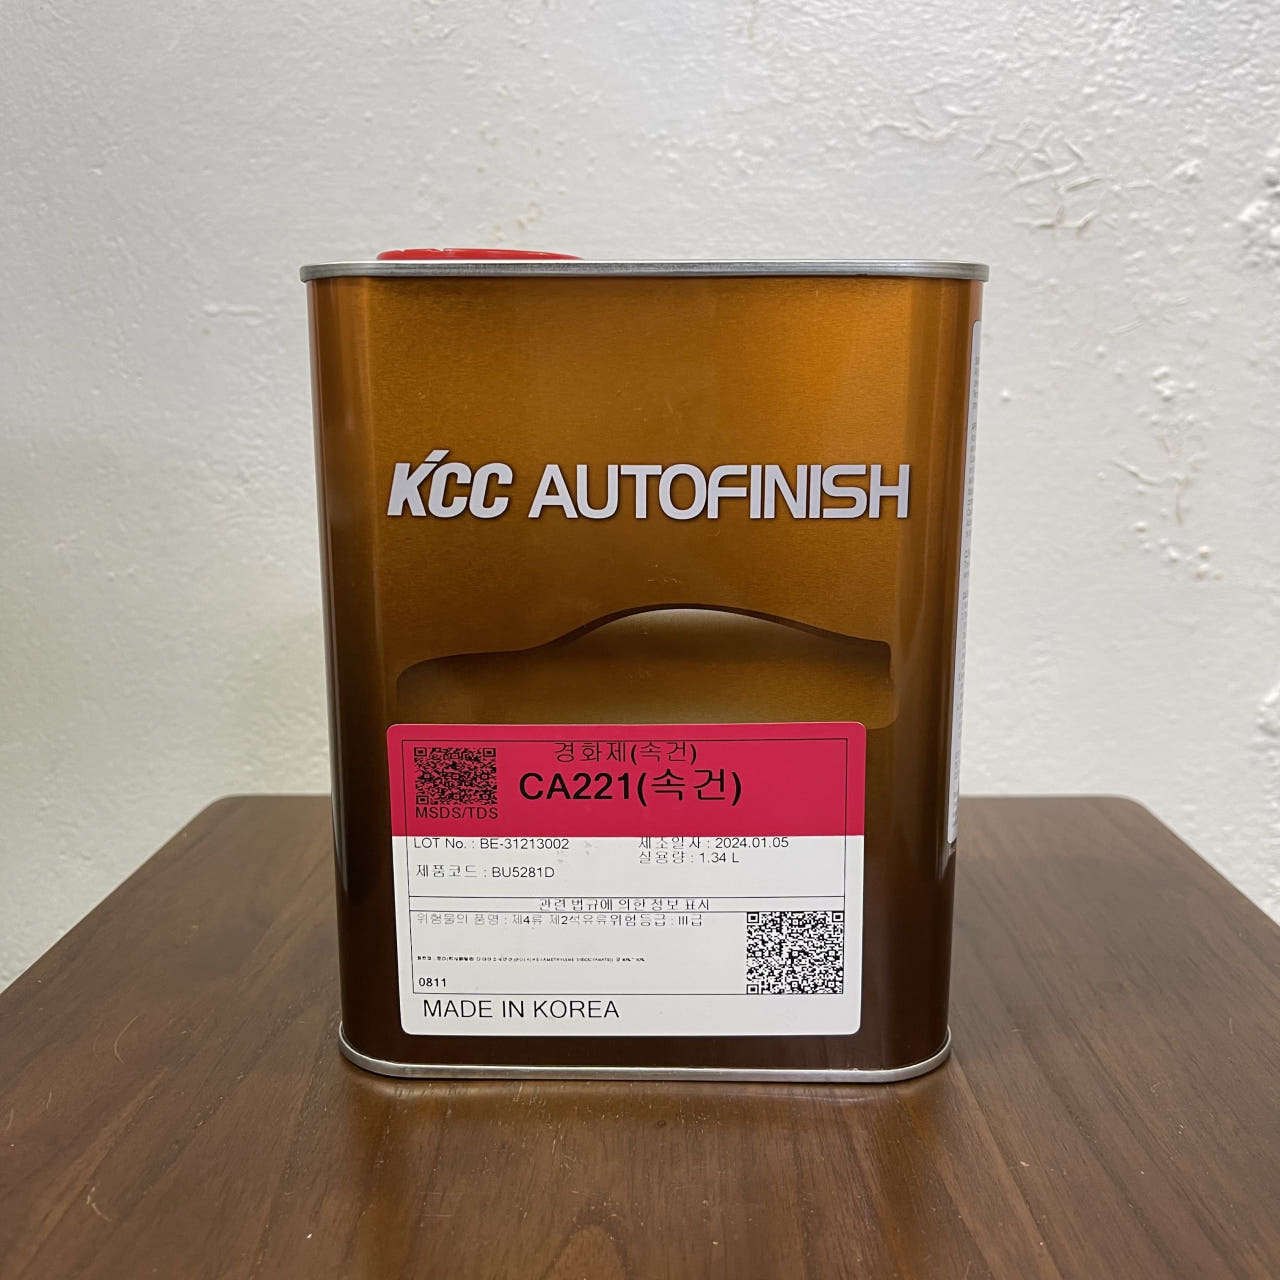 KCC AUTOFINISH
경화제(속건)
CA221(속건)
MSDS/TDS
LOT No. : BE-31213002
제조일자 : 2024.01.05
실용량 : 1.34 L
제품코드 : BU5281D
관련 법규에 의한 정보 표시
위험물의 품명 : 제4류 제2석유류위험등급 : III급
0811
MADE IN KOREA